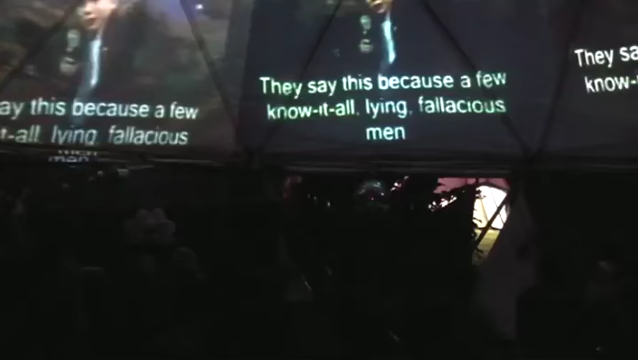 ay this because a few
t-all, lying, fallacious
men
They say this because a few
know-it-all, lying, fallacious
men
They sa
know-